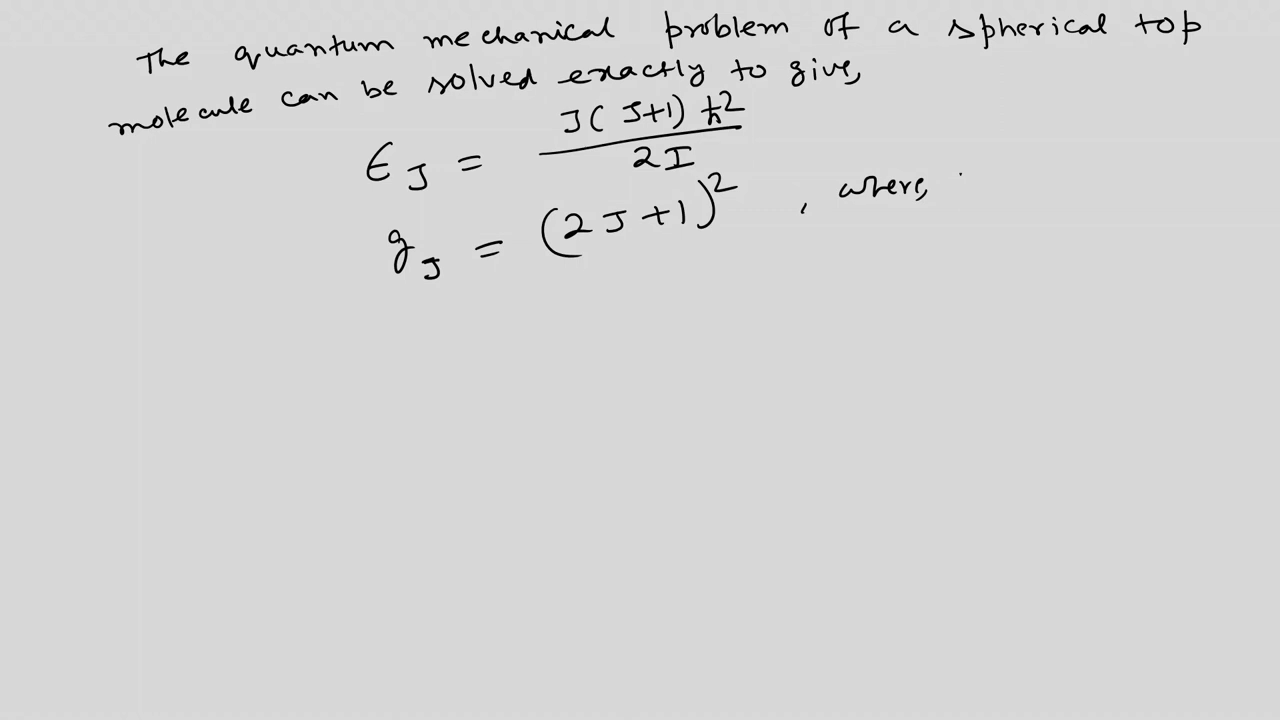 The quantum mechanical problem of a spherical top
molecule can be solved exactly to give,
ϵ_J = J(J+1) ħ² / 2I
g_J = (2J+1)² , where,